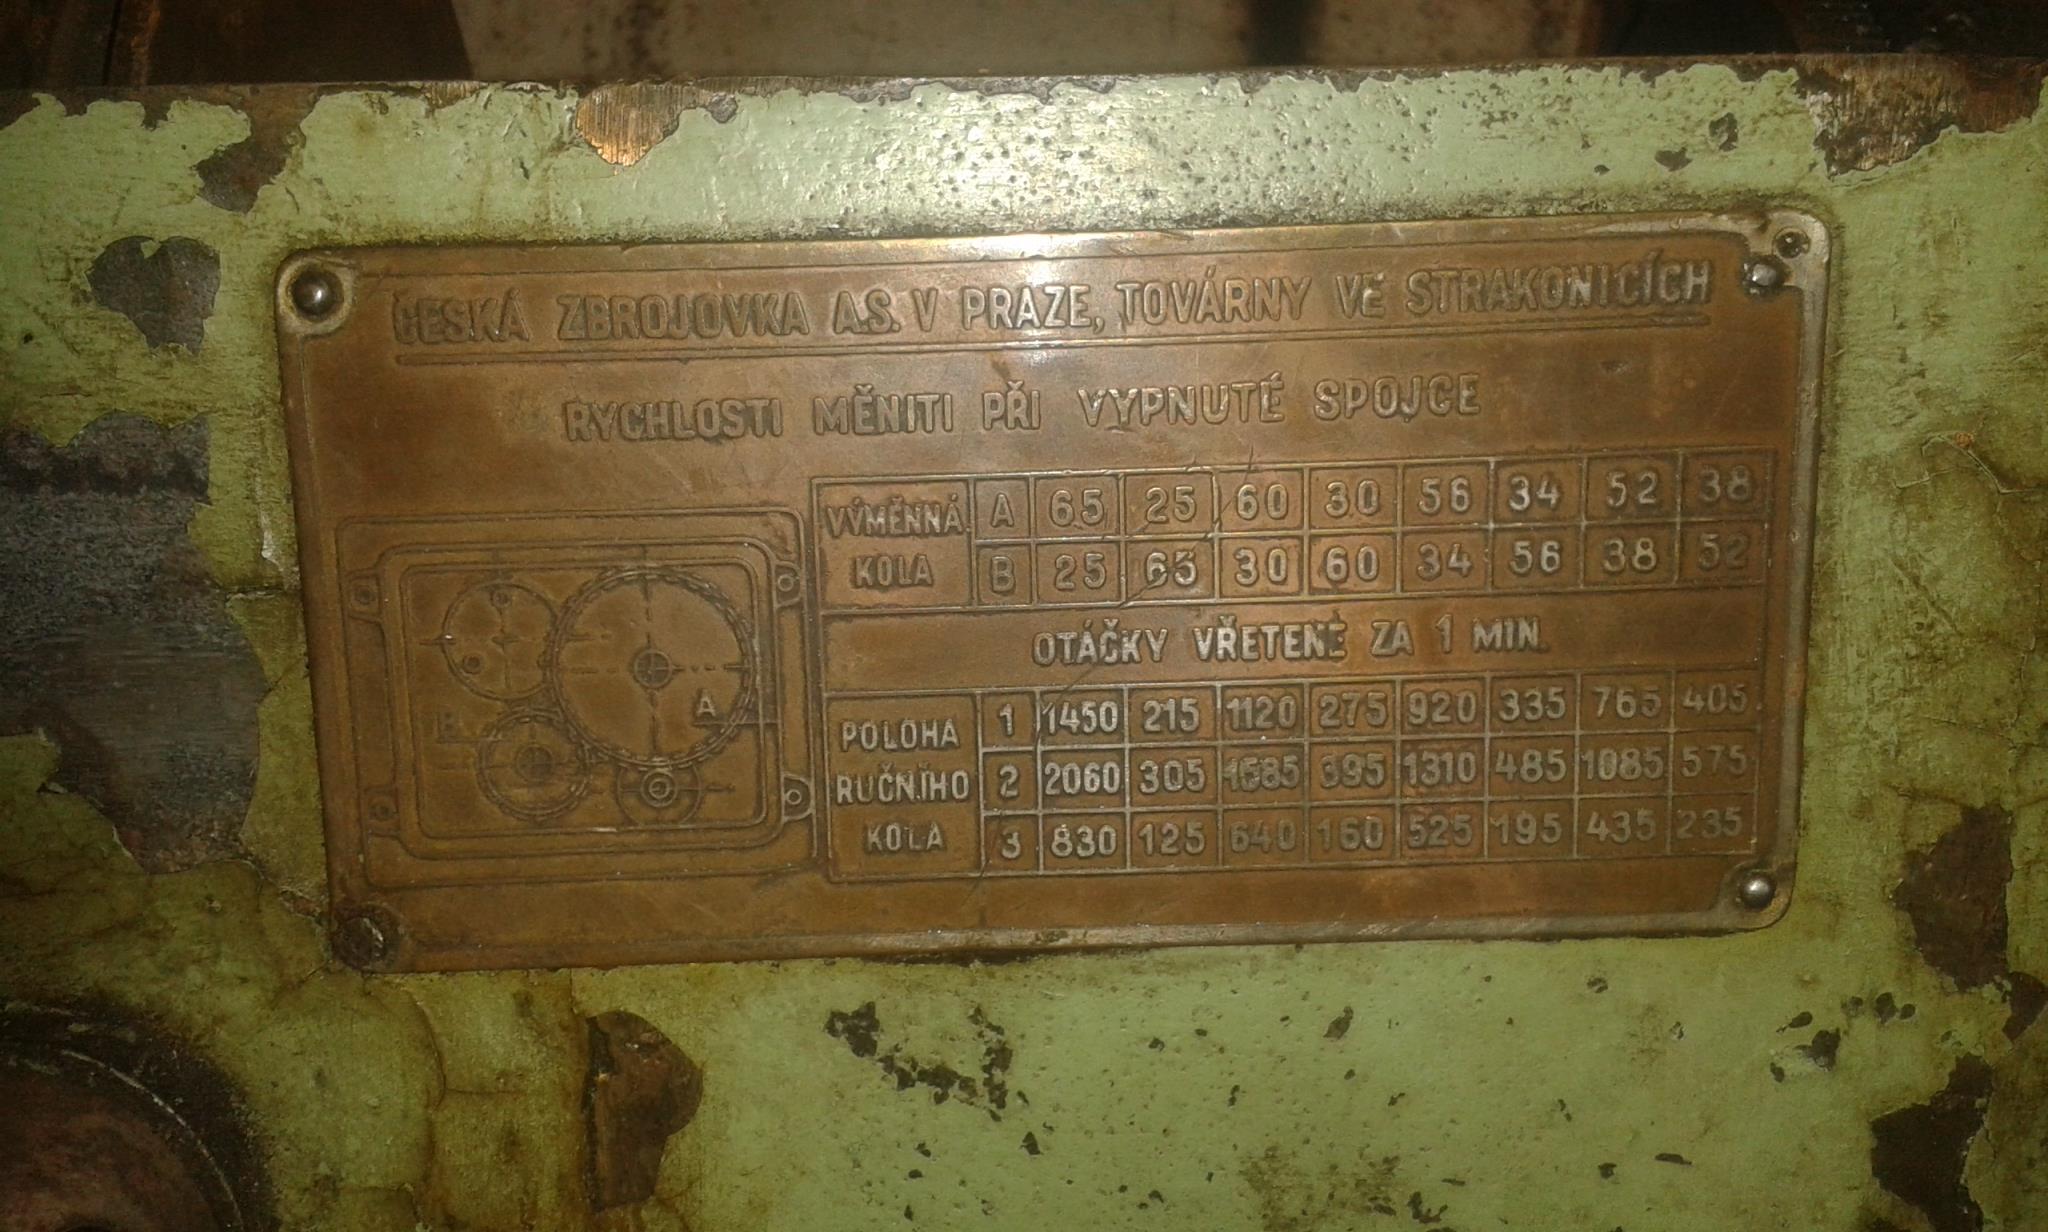 ČESKÁ ZBROJOVKA A.S. V PRAZE, TOVÁRNY VE STRAKONICÍCH
RYCHLOSTI MĚNITI PŘI VYPNUTÉ SPOJCE
VÝMĚNNÁ KOLA
A 65 25 60 30 56 34 52 38
B 25 65 30 60 34 56 38 52
OTÁČKY VŘETENE ZA 1 MIN.
POLOHA RUČNÍHO KOLA
1 1450 215 1120 275 920 335 765 405
2 2060 305 1585 395 1310 485 1085 575
3 830 125 640 160 525 195 435 235
A
B